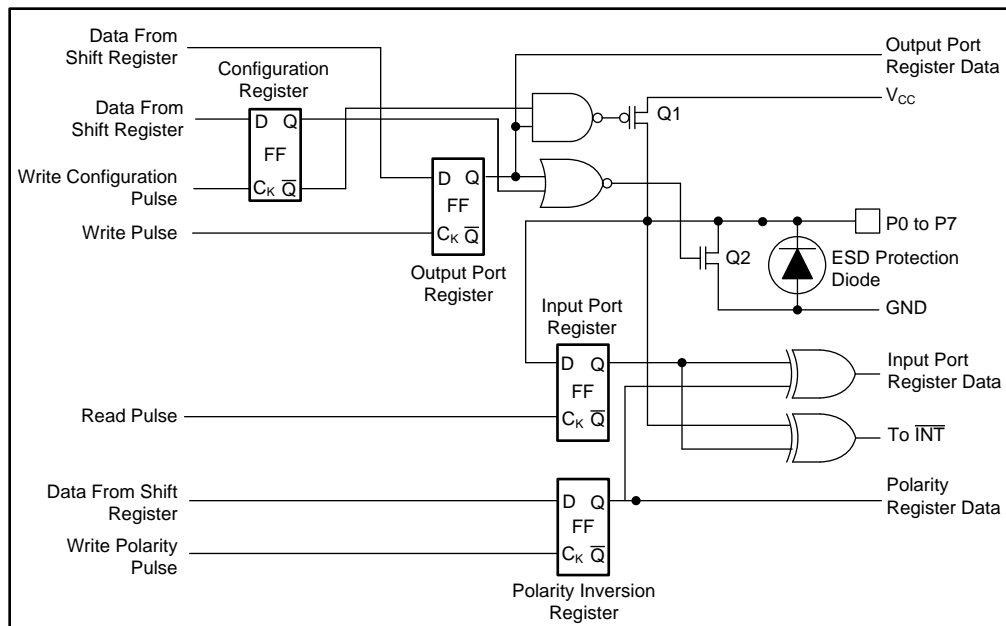 Data From
Shift Register
Configuration
Register
Output Port
Register Data
VCC
Q1
Data From
Shift Register
D Q
FF
CK Q̅
Write Configuration
Pulse
Write Pulse
D Q
FF
CK Q̅
Output Port
Register
P0 to P7
Q2
ESD Protection
Diode
GND
Input Port
Register
D Q
FF
CK Q̅
Input Port
Register Data
Read Pulse
To I̅N̅T̅
Data From Shift
Register
D Q
FF
CK Q̅
Polarity
Register Data
Write Polarity
Pulse
Polarity Inversion
Register